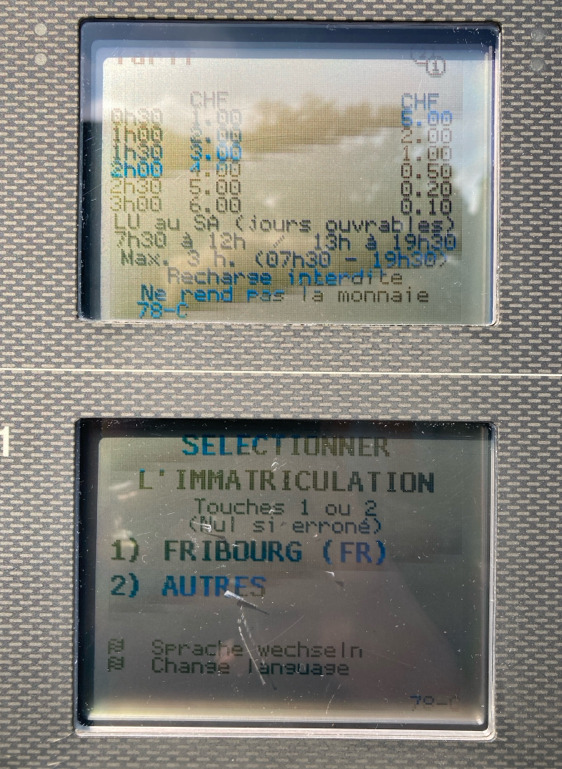 Tarif
1
CHF CHF
0h30 1.00 5.00
1h00 2.00 2.00
1h30 3.00 1.00
2h00 4.00 0.50
2h30 5.00 0.20
3h00 6.00 0.10
LU au SA (jours ouvrables)
7h30 à 12h / 13h à 19h30
Max. 3 h. (07h30 - 19h30)
Recharge interdite
Ne rend pas la monnaie
78-C
1
SELECTIONNER
L'IMMATRICULATION
Touches 1 ou 2
(Nul si erroné)
1) FRIBOURG (FR)
2) AUTRES
Sprache wechseln
Change language
78-C